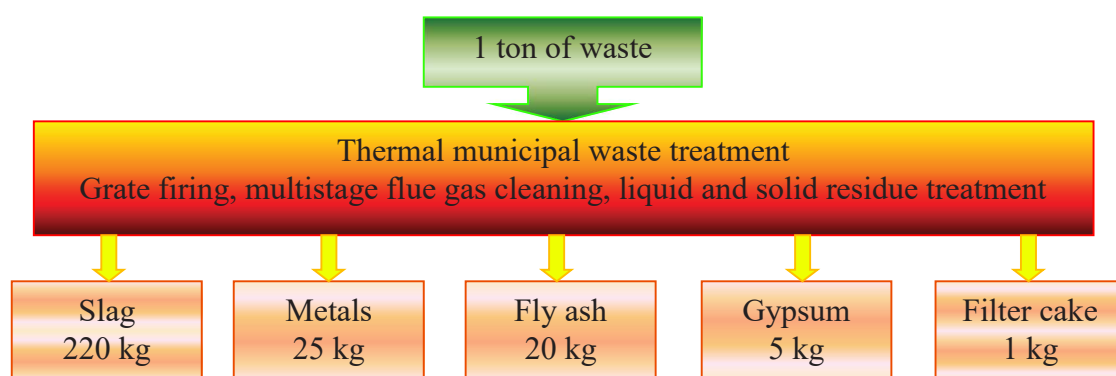 1 ton of waste
Thermal municipal waste treatment
Grate firing, multistage flue gas cleaning, liquid and solid residue treatment
Slag
220 kg
Metals
25 kg
Fly ash
20 kg
Gypsum
5 kg
Filter cake
1 kg